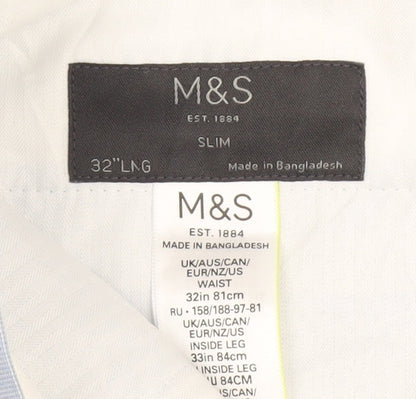 M&S
EST. 1884
SLIM
32"LNG Made in Bangladesh
M&S
EST. 1884
MADE IN BANGLADESH
UK/AUS/CAN/
EUR/NZ/US
WAIST
32in 81cm
RU • 158/188-97-81
UK/AUS/CAN/
EUR/NZ/US
INSIDE LEG
33in 84cm
84CM
US/CAN/